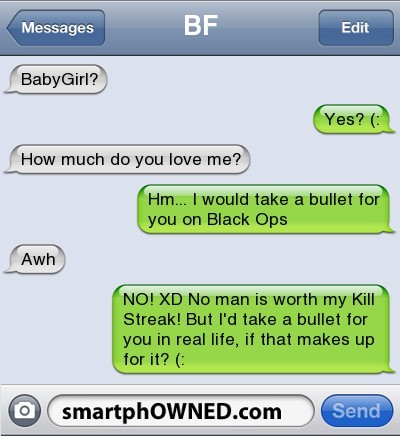 Messages
BF
Edit
BabyGirl?
Yes? (:
How much do you love me?
Hm... I would take a bullet for
you on Black Ops
Awh
NO! XD No man is worth my Kill
Streak! But I'd take a bullet for
you in real life, if that makes up
for it? (:
smartphOWNED.com
Send